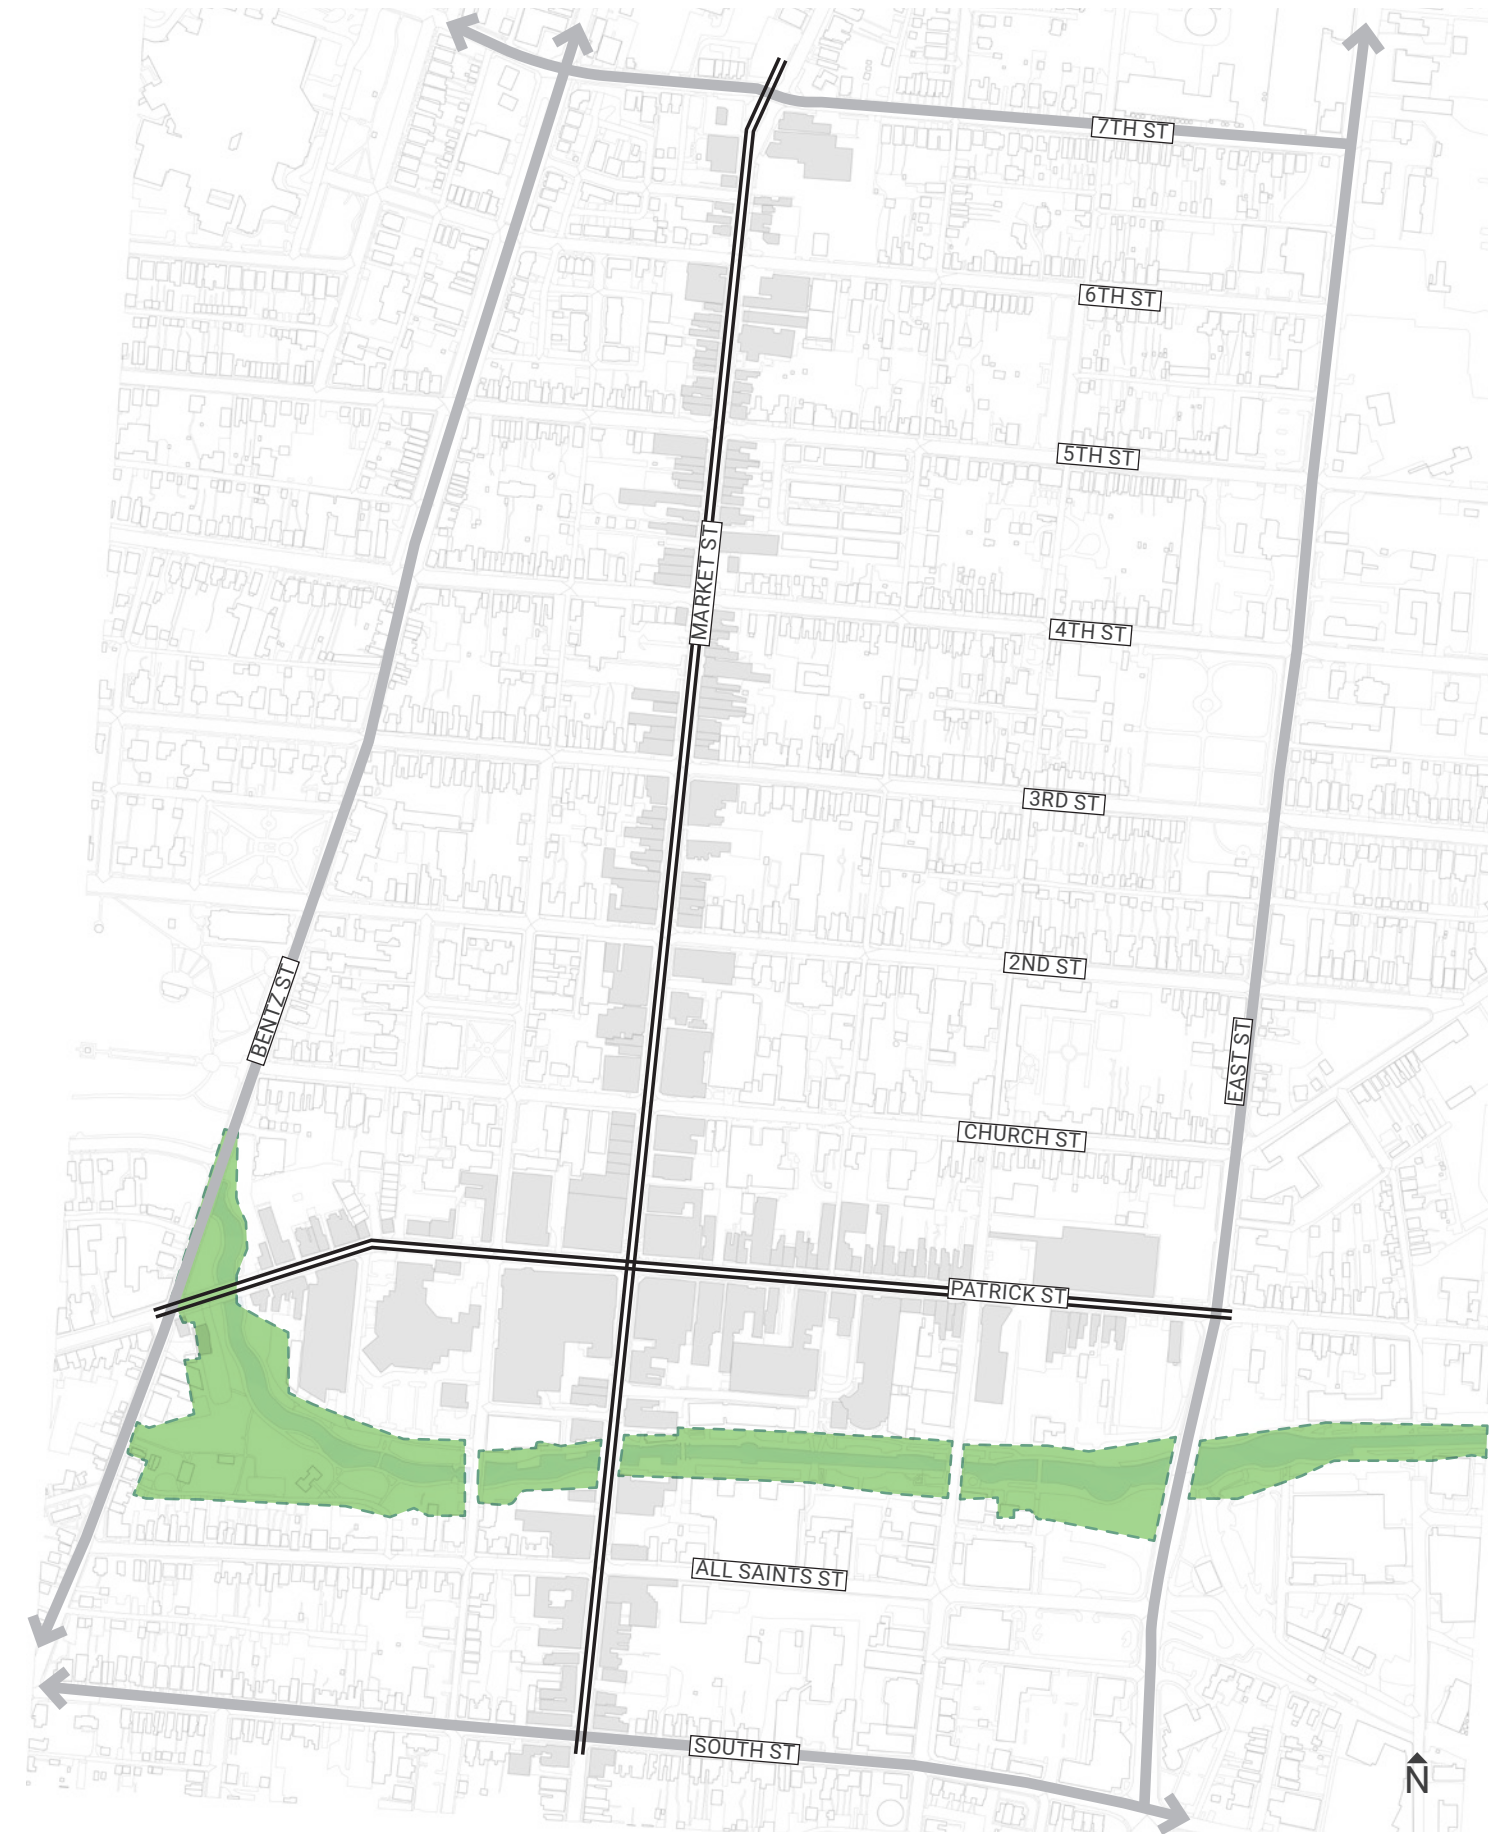 7TH ST
6TH ST
5TH ST
MARKET ST
4TH ST
3RD ST
2ND ST
BENTZ ST
EAST ST
CHURCH ST
PATRICK ST
ALL SAINTS ST
SOUTH ST
N